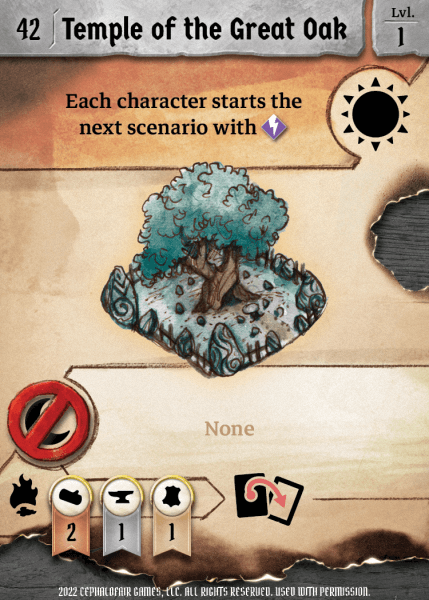 42 Temple of the Great Oak
Lvl.
1
Each character starts the
next scenario with
None
2 1 1
2022 CEPHALOFAIR GAMES, LLC. ALL RIGHTS RESERVED. USED WITH PERMISSION.